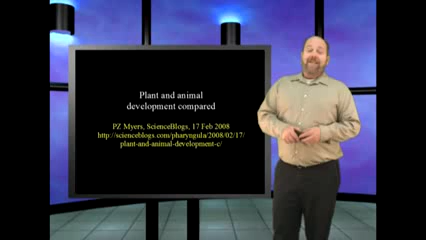 Plant and animal
development compared
PZ Myers, ScienceBlogs, 17 Feb 2008
http://scienceblogs.com/pharyngula/2008/02/17/
plant-and-animal-development-c/